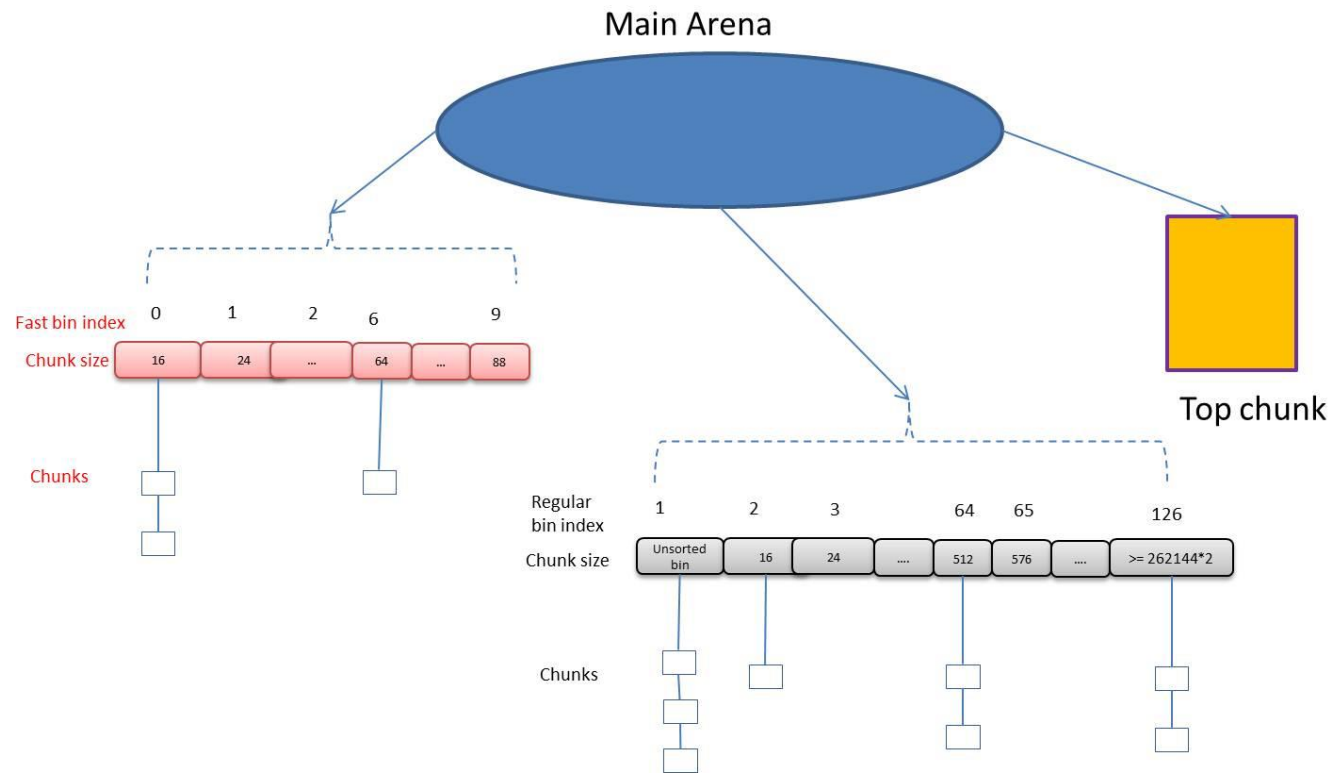 Main Arena
0 1 2 6 9
Fast bin index
Chunk size 16 24 ... 64 ... 88
Chunks
Top chunk
Regular
bin index
1 2 3 64 65 126
Chunk size Unsorted
bin
16 24 .... 512 576 .... >= 262144*2
Chunks